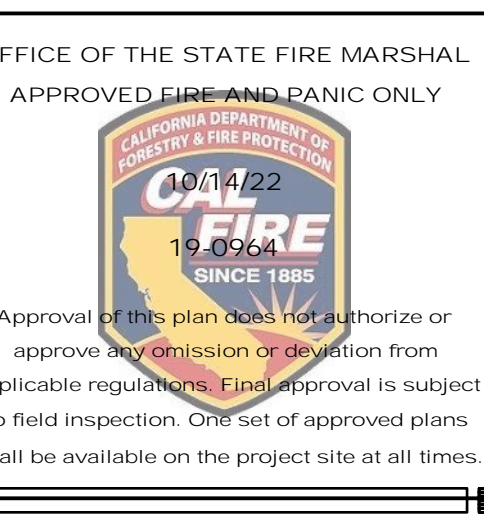 FFICE OF THE STATE FIRE MARSHAL
APPROVED FIRE AND PANIC ONLY
CALIFORNIA DEPARTMENT OF
FORESTRY & FIRE PROTECTION
CAL
10/14/22
FIRE
19-0964
SINCE 1885
Approval of this plan does not authorize or
approve any omission or deviation from
plicable regulations. Final approval is subject
o field inspection. One set of approved plans
all be available on the project site at all times.